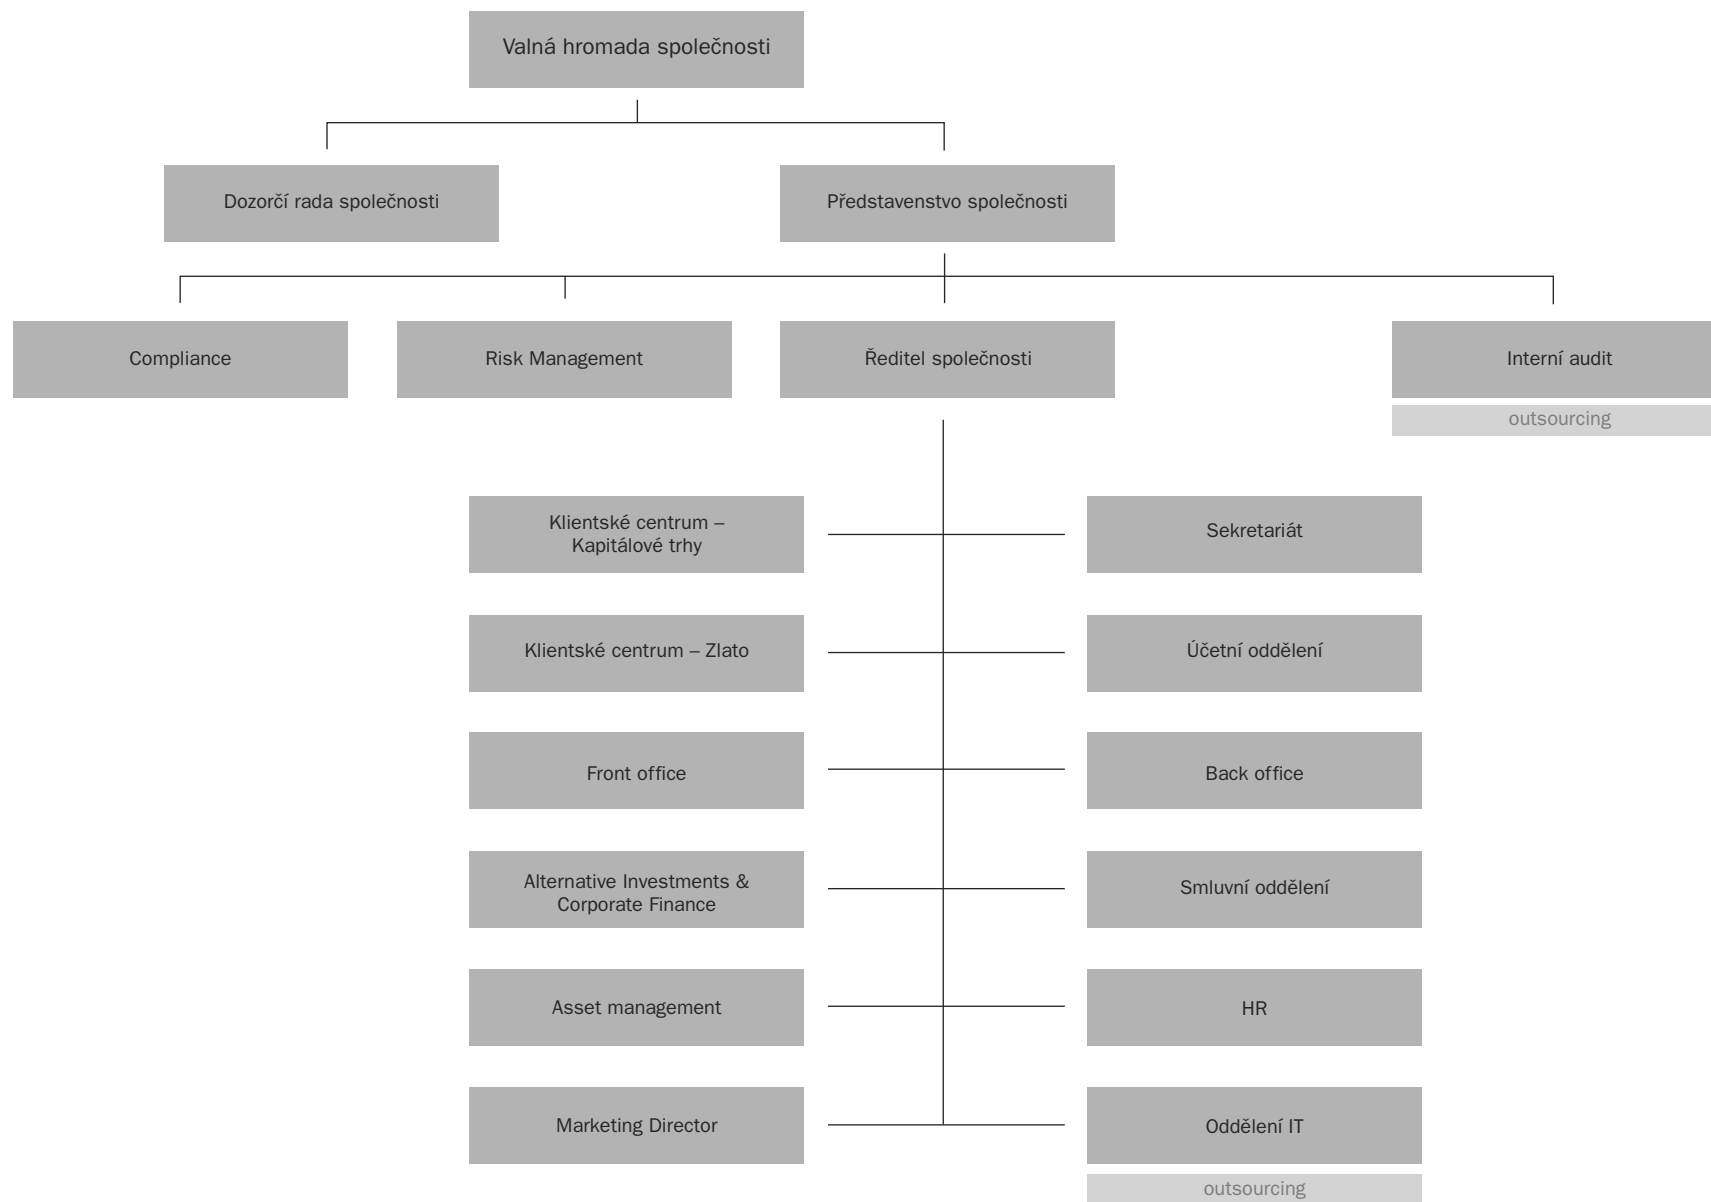 Valná hromada společnosti
Dozorčí rada společnosti
Představenstvo společnosti
Compliance
Risk Management
Ředitel společnosti
Interní audit
outsourcing
Klientské centrum –
Kapitálové trhy
Sekretariát
Klientské centrum – Zlato
Účetní oddělení
Front office
Back office
Alternative Investments &
Corporate Finance
Smluvní oddělení
Asset management
HR
Marketing Director
Oddělení IT
outsourcing